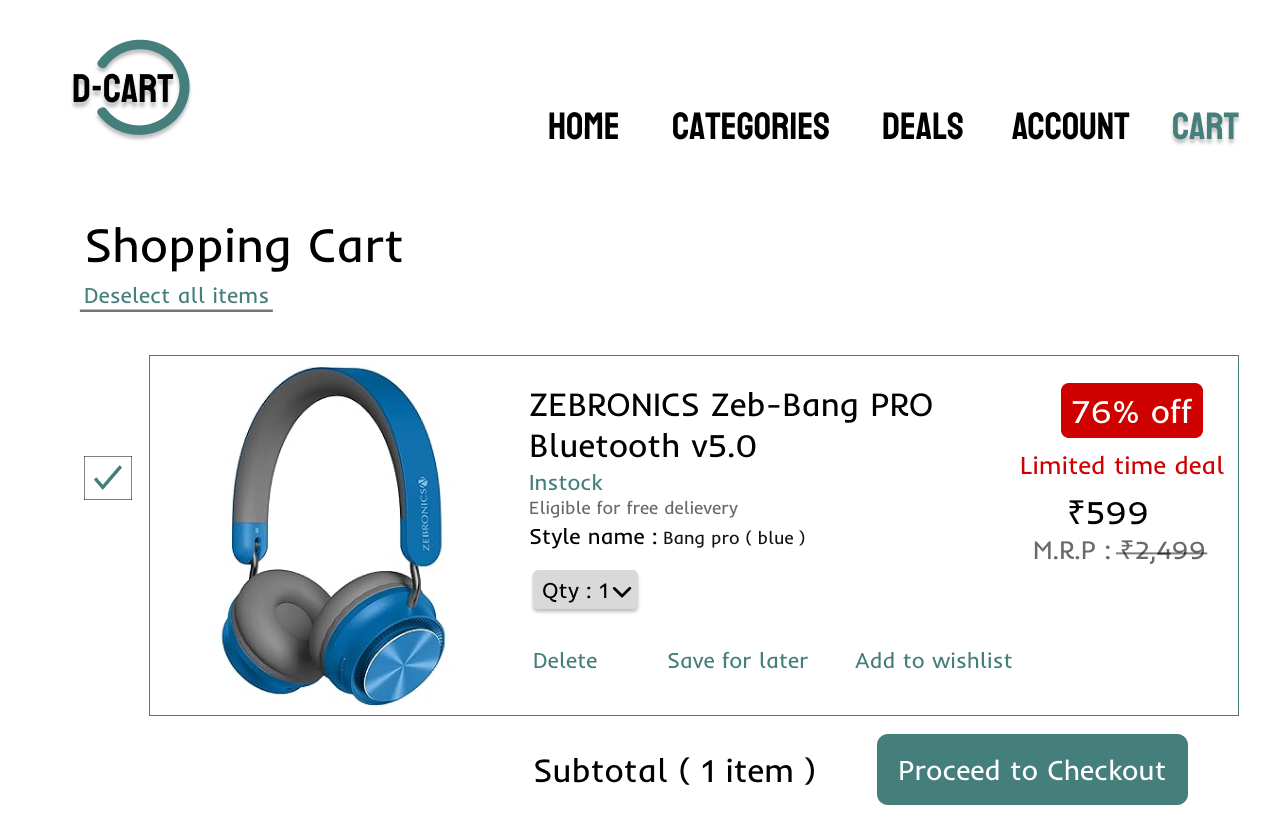 D-CART
HOME CATEGORIES DEALS ACCOUNT CART
Shopping Cart
Deselect all items
ZEBRONICS
ZEBRONICS Zeb-Bang PRO
Bluetooth v5.0
Instock
Eligible for free delievery
Style name : Bang pro ( blue )
Qty : 1
Delete Save for later Add to wishlist
76% off
Limited time deal
₹599
M.R.P : ₹2,499
Subtotal ( 1 item )
Proceed to Checkout